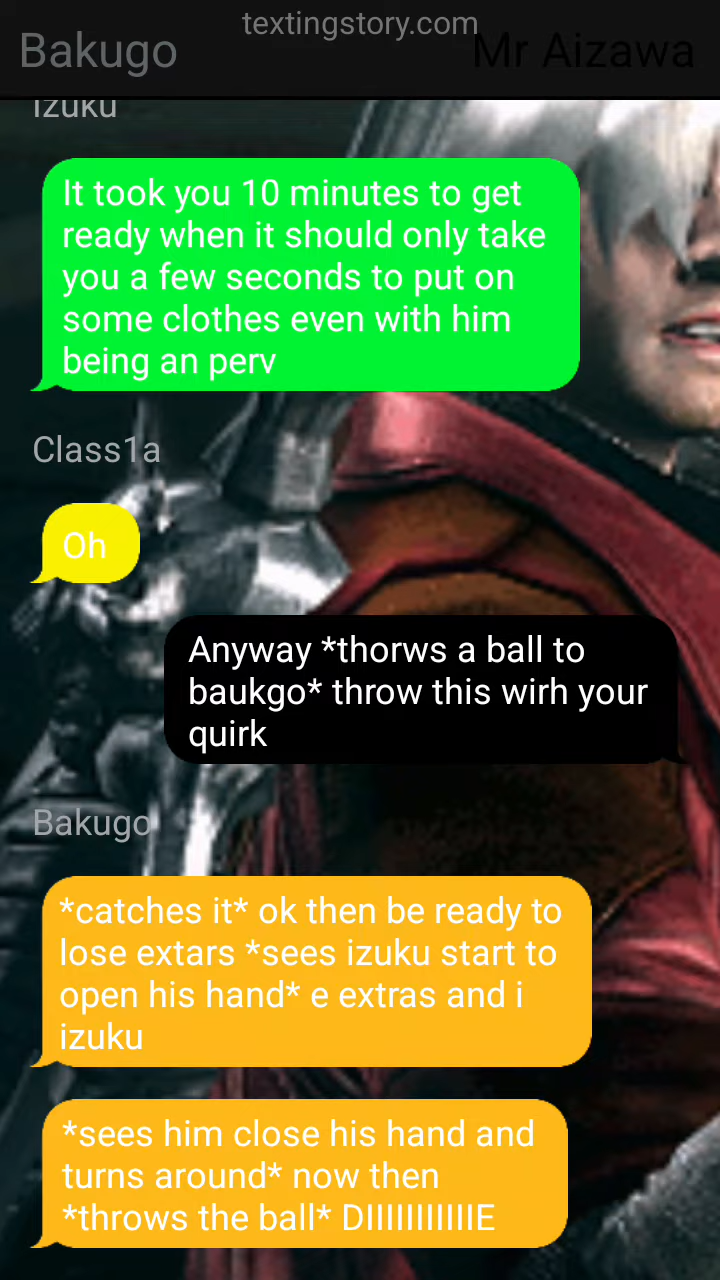 textingstory.com
Bakugo
Mr Aizawa
Izuku
It took you 10 minutes to get
ready when it should only take
you a few seconds to put on
some clothes even with him
being an perv
Class1a
Oh
Anyway *thorws a ball to
baukgo* throw this wirh your
quirk
Bakugo
*catches it* ok then be ready to
lose extars *sees izuku start to
open his hand* e extras and i
izuku
*sees him close his hand and
turns around* now then
*throws the ball* DIIIIIIIIIIIE